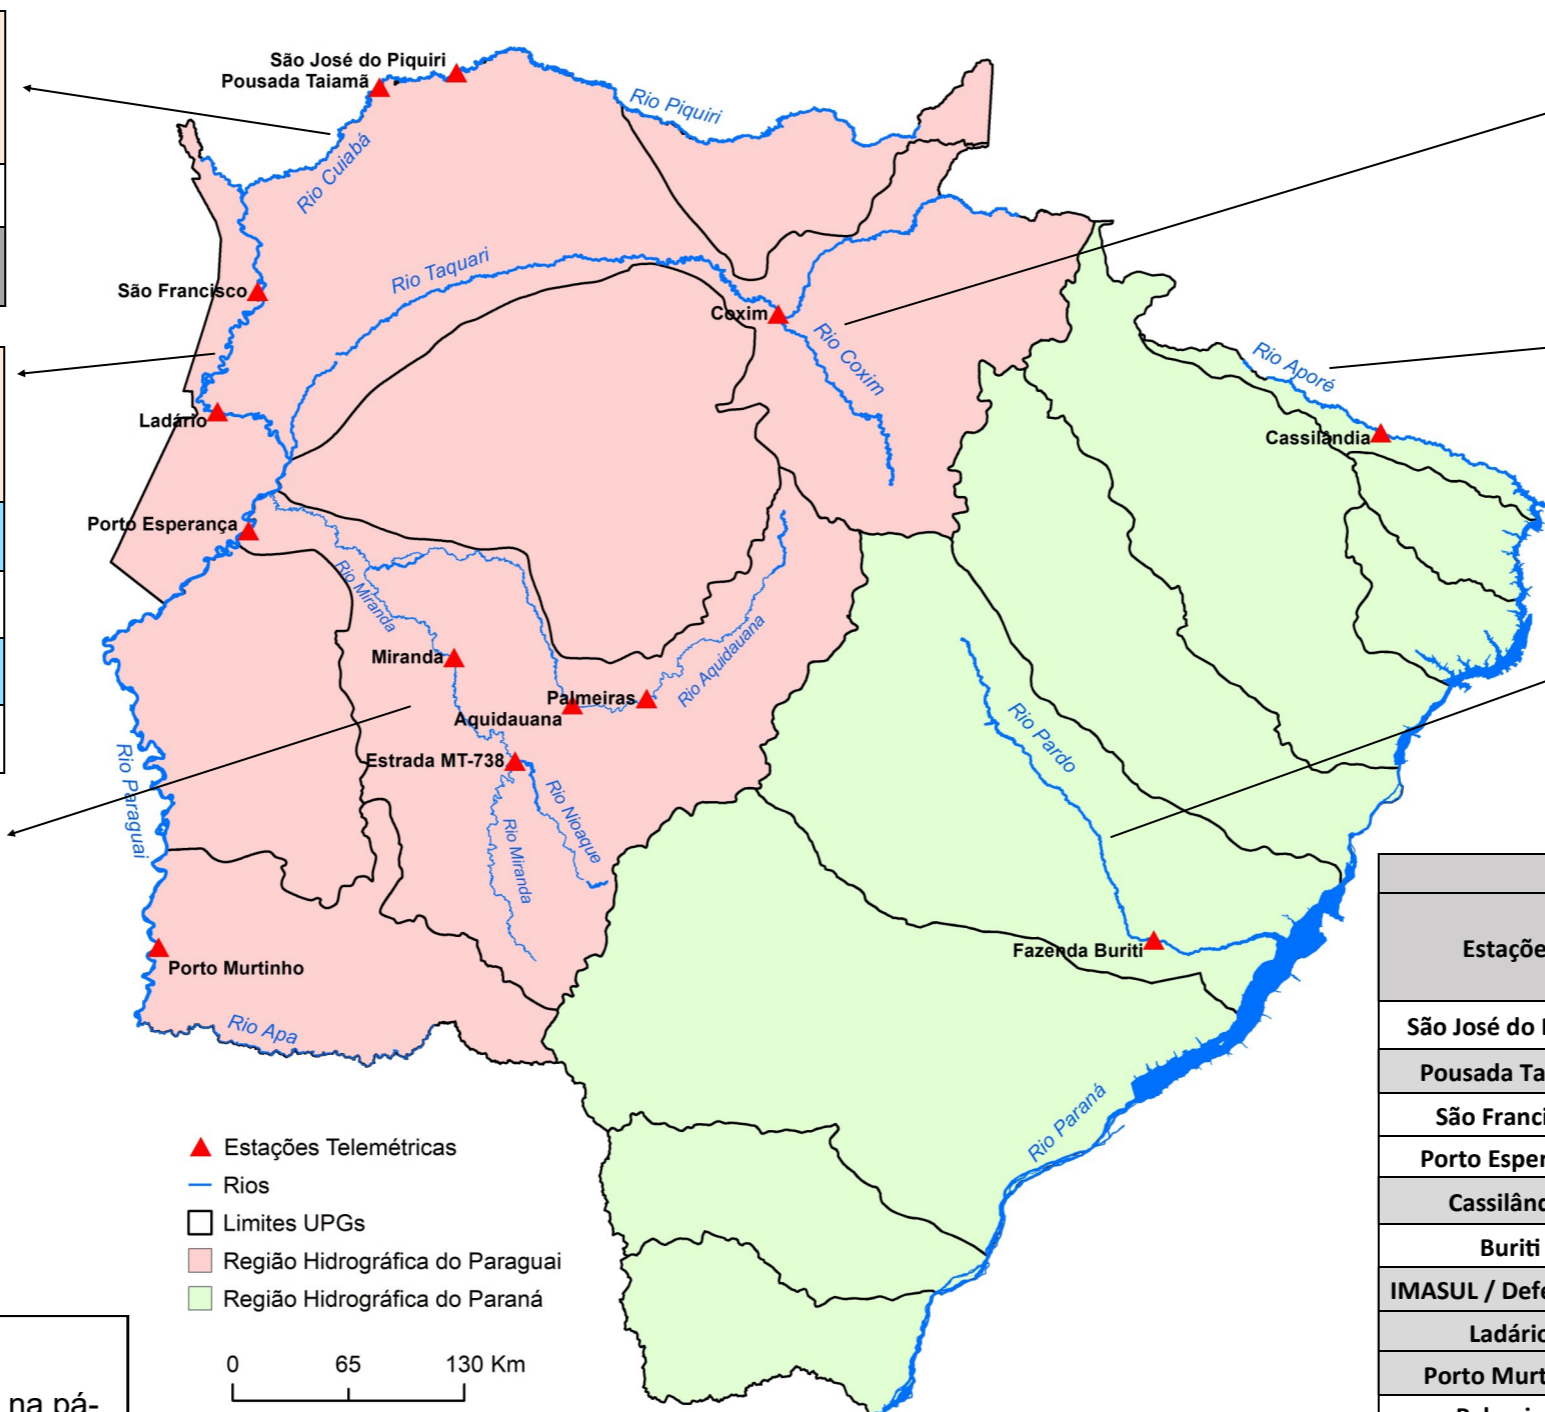 São José do Piquiri
Pousada Taiamã
Rio Piquiri
Rio Cuiabá
São Francisco
Rio Taquari
Coxim
Rio Coxim
Rio Aporé
Cassilândia
Ladário
Porto Esperança
Rio Miranda
Miranda
Palmeiras
Aquidauana
Rio Aquidauana
Estrada MT-738
Rio Nioaque
Rio Miranda
Rio Paraguai
Rio Pardo
Fazenda Buriti
Porto Murtinho
Rio Apa
Rio Paraná
Estações Telemétricas
Rios
Limites UPGs
Região Hidrográfica do Paraguai
Região Hidrográfica do Paraná
0 65 130 Km
na pá-
Estaçõe
São José do
Pousada Ta
São Franci
Porto Esper
Cassilând
Buriti
IMASUL / Defe
Ladário
Porto Murt